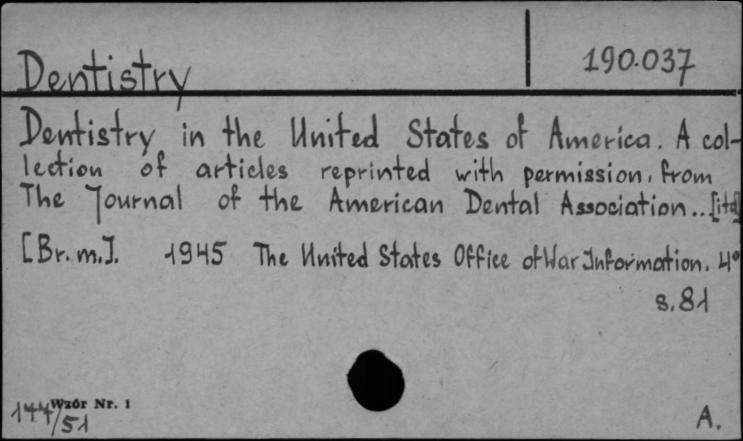 Dentistry 190.037
Dentistry in the United States of America. A col-
lection of articles reprinted with permission, from
The Journal of the American Dental Association... [itd]
[Br. m.]. 1945 The United States Office of War Information. 4°
s. 81
Wzór Nr. 1
144/51
A.